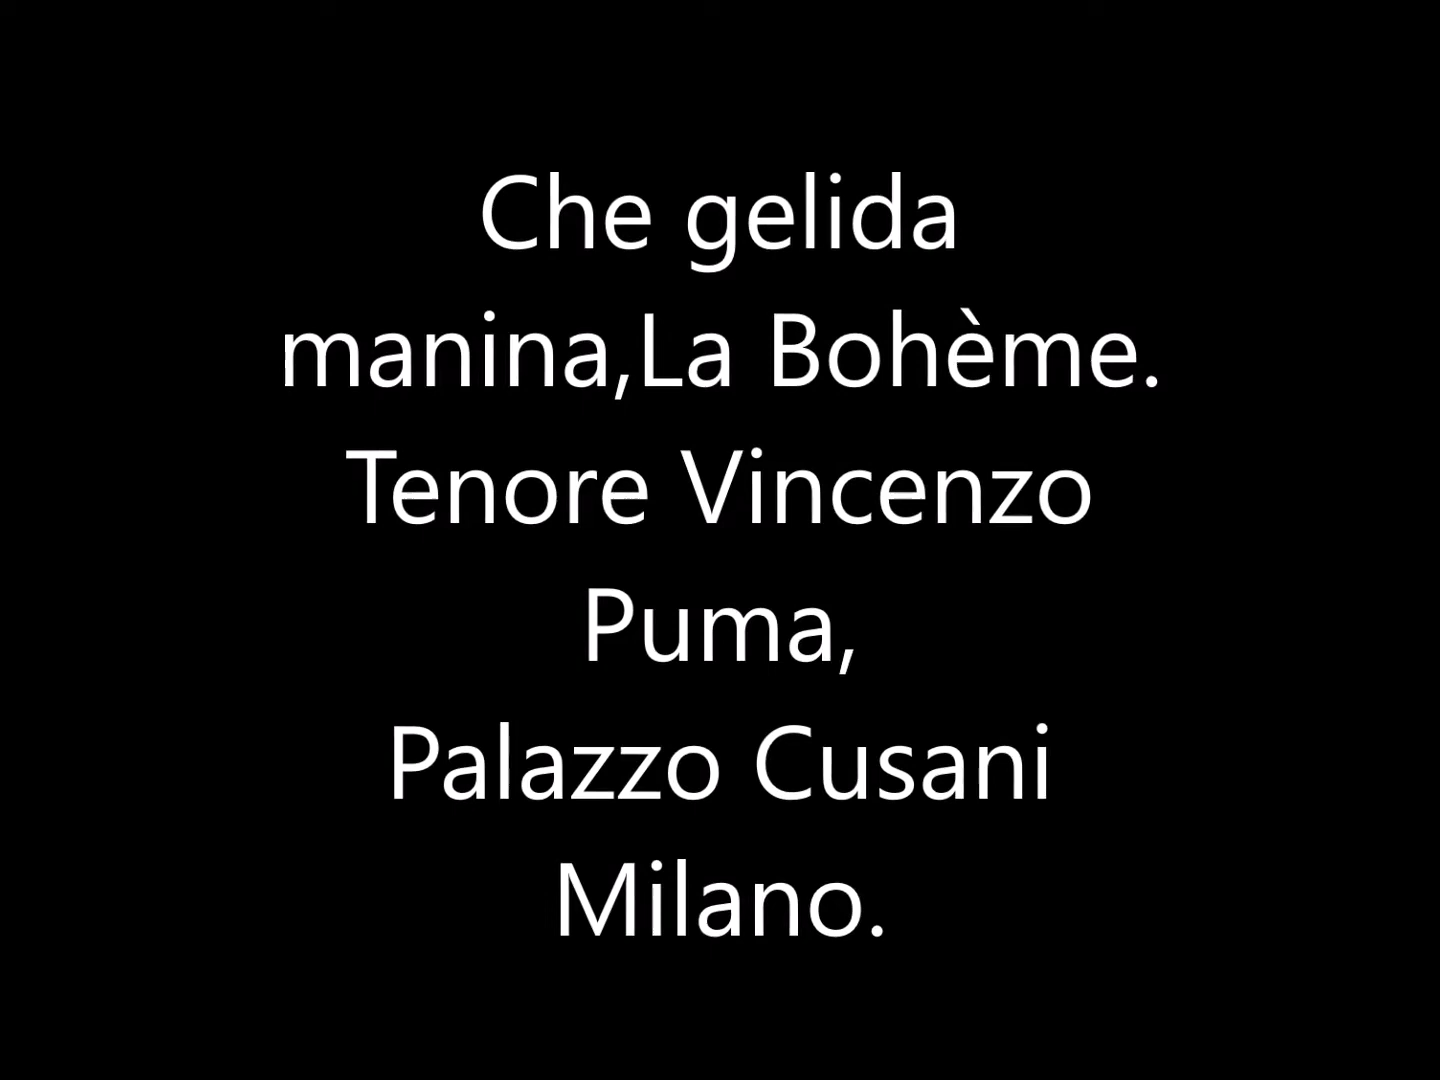 Che gelida
manina,La Bohème.
Tenore Vincenzo
Puma,
Palazzo Cusani
Milano.